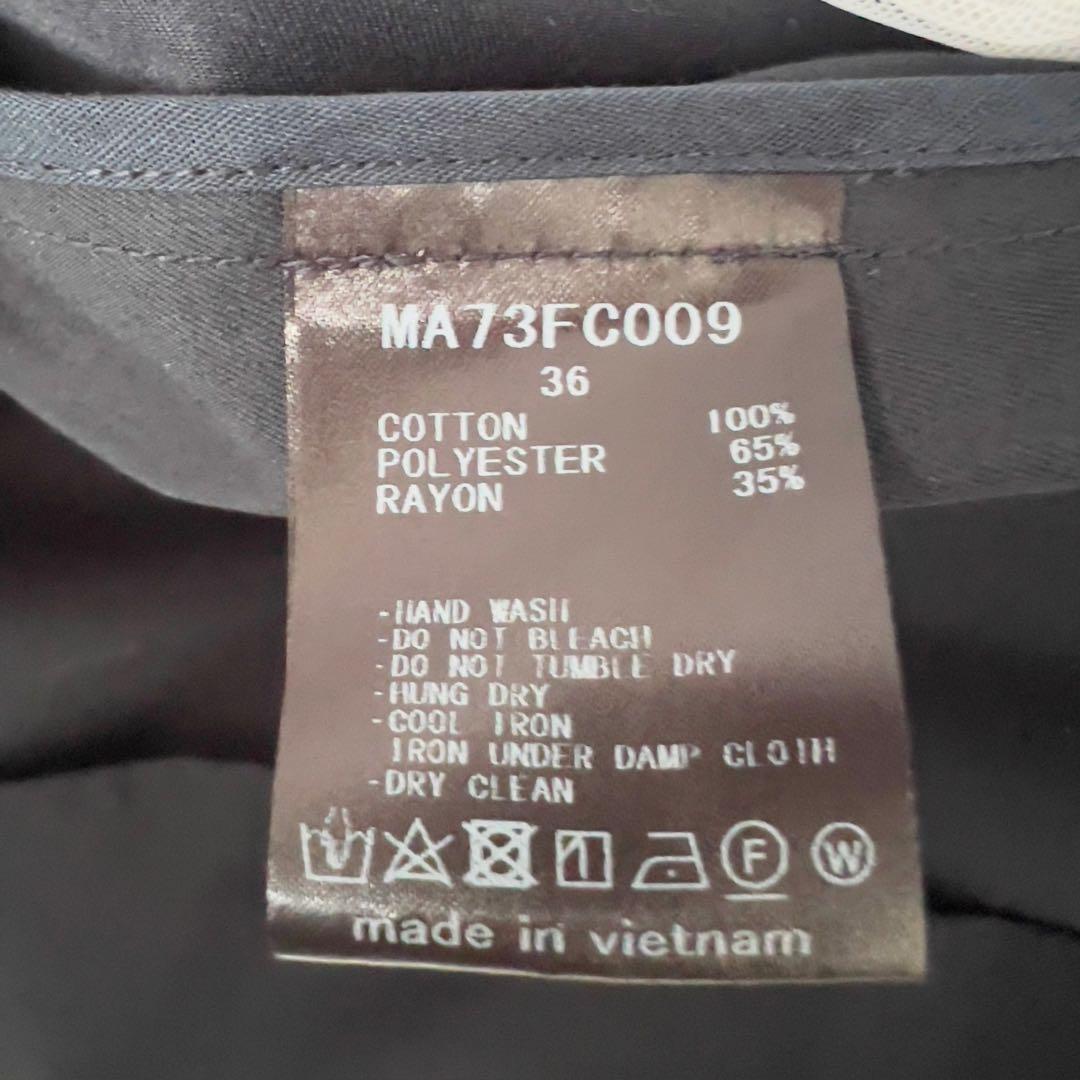 MA73FC009
36
COTTON 100%
POLYESTER 65%
RAYON 35%
-HAND WASH
-DO NOT BLEACH
-DO NOT TUMBLE DRY
-HUNG DRY
-COOL IRON
IRON UNDER DAMP CLOTH
-DRY CLEAN
F W
made in vietnam